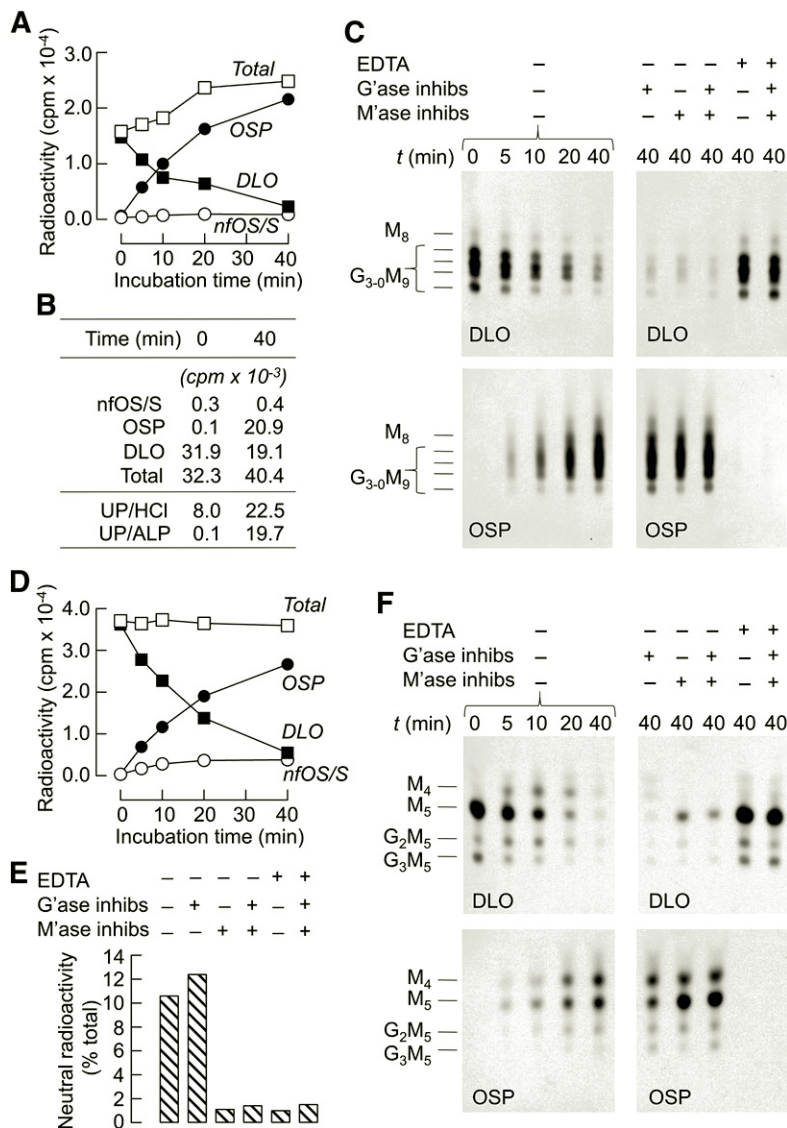 A
Radioactivity (cpm x 10-4)
3.0
2.0
1.0
0.0
Total
OSP
DLO
nfOS/S
0 10 20 30 40
Incubation time (min)
B
Time (min) 0 40
(cpm x 10-3)
nfOS/S 0.3 0.4
OSP 0.1 20.9
DLO 31.9 19.1
Total 32.3 40.4
UP/HCl 8.0 22.5
UP/ALP 0.1 19.7
C
EDTA – + +
G'ase inhibs – + – + – +
M'ase inhibs – – + + – +
t (min) 0 5 10 20 40 40 40 40 40 40
M8
G3-0M9
DLO
DLO
M8
G3-0M9
OSP
OSP
D
Radioactivity (cpm x 10-4)
4.0
3.0
2.0
1.0
0.0
Total
OSP
DLO
nfOS/S
0 10 20 30 40
Incubation time (min)
E
EDTA – – – – + +
G'ase inhibs – + – + – +
M'ase inhibs – – + + – +
Neutral radioactivity
(% total)
14
12
10
8
6
4
2
0
F
EDTA – – – – + +
G'ase inhibs – + – + – +
M'ase inhibs – – + + – +
t (min) 0 5 10 20 40 40 40 40 40 40
M4
M5
G2M5
G3M5
DLO
DLO
M4
M5
G2M5
G3M5
OSP
OSP